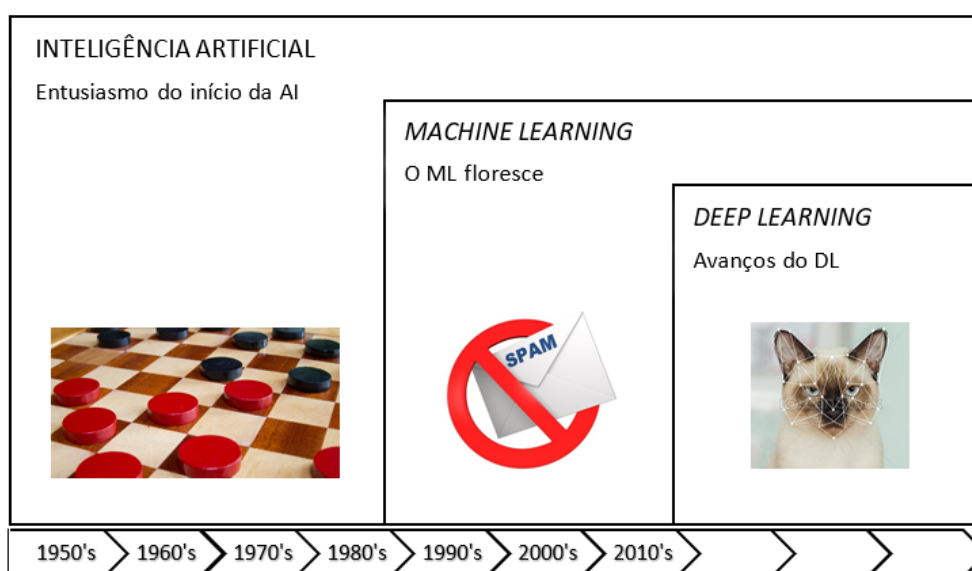 INTELIGÊNCIA ARTIFICIAL
Entusiasmo do início da AI
MACHINE LEARNING
O ML floresce
DEEP LEARNING
Avanços do DL
SPAM
1950's 1960's 1970's 1980's 1990's 2000's 2010's